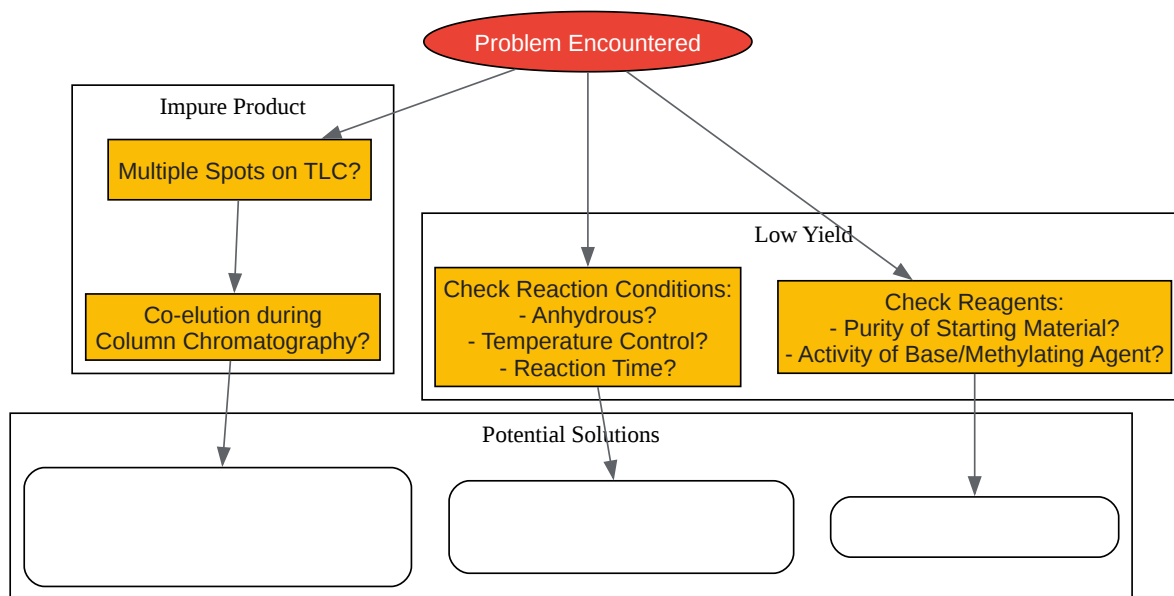 Problem Encountered
Impure Product
Multiple Spots on TLC?
Low Yield
Check Reaction Conditions:
- Anhydrous?
- Temperature Control?
- Reaction Time?
Check Reagents:
- Purity of Starting Material?
- Activity of Base/Methylating Agent?
Co-elution during
Column Chromatography?
Potential Solutions